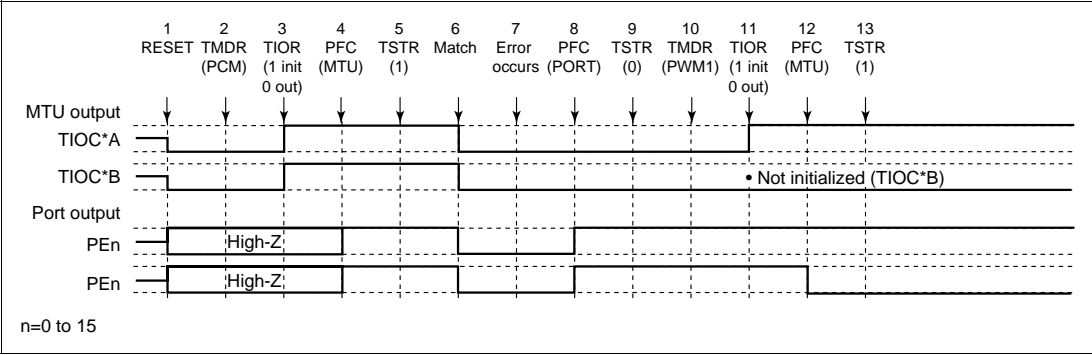 1 2 3 4 5 6 7 8 9 10 11 12 13
RESET TMDR TIOR PFC TSTR Match Error PFC TSTR TMDR TIOR PFC TSTR
(PCM) (1 init (MTU) (1) occurs (PORT) (0) (PWM1) (1 init (MTU) (1)
0 out) 0 out)
MTU output
TIOC*A
TIOC*B
• Not initialized (TIOC*B)
Port output
PEn
High-Z
PEn
High-Z
n=0 to 15